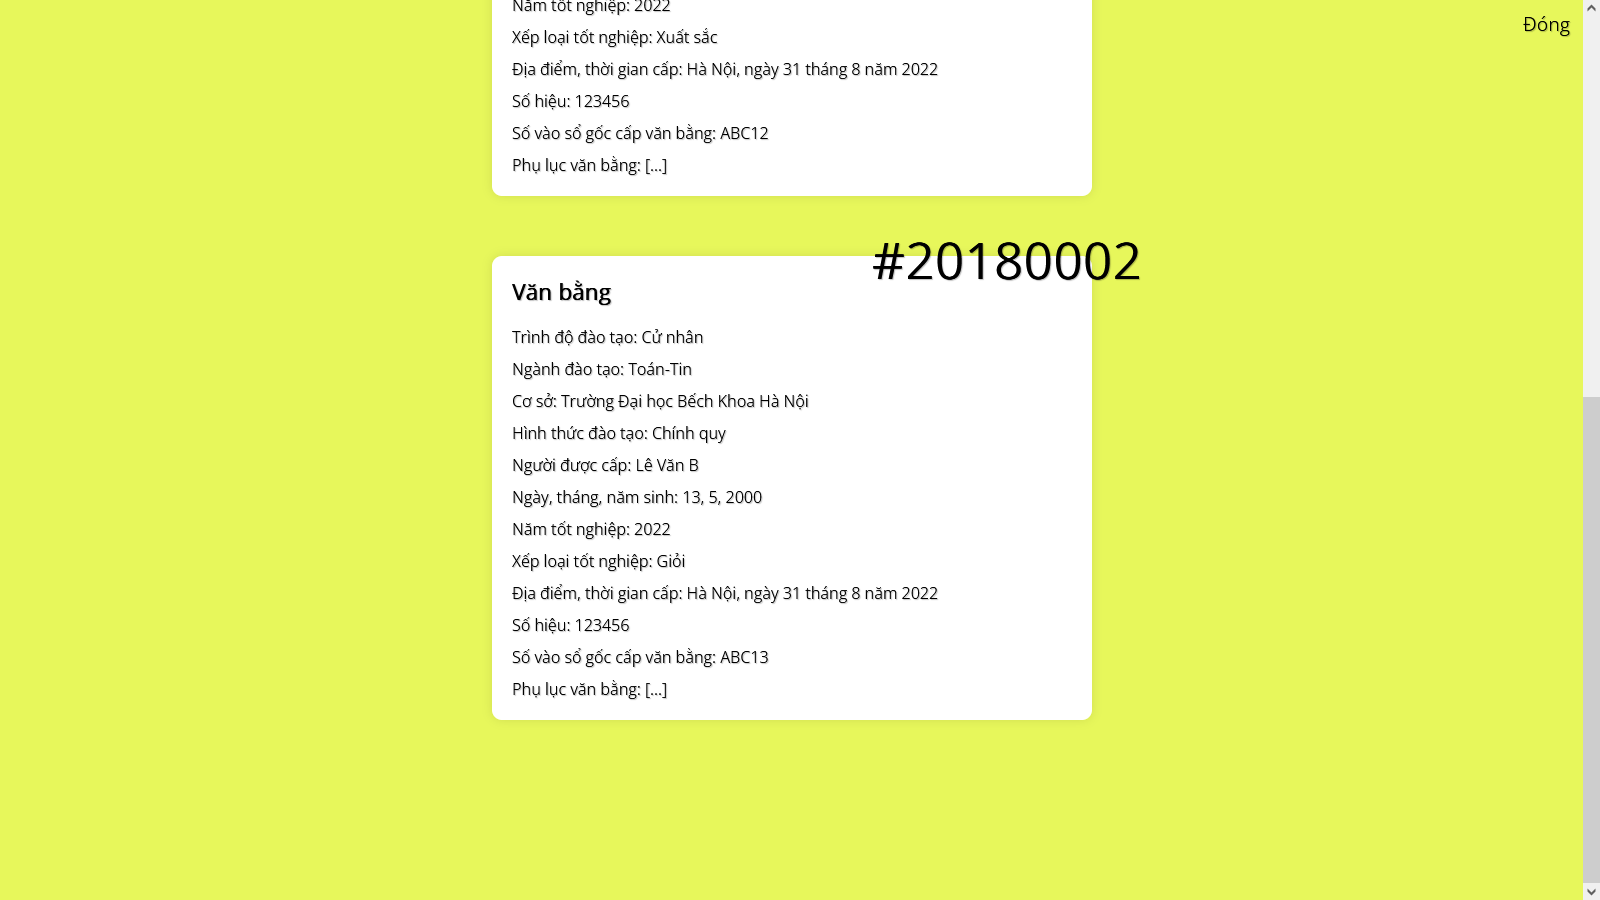 Năm tốt nghiệp: 2022
Đóng
Xếp loại tốt nghiệp: Xuất sắc
Địa điểm, thời gian cấp: Hà Nội, ngày 31 tháng 8 năm 2022
Số hiệu: 123456
Số vào sổ gốc cấp văn bằng: ABC12
Phụ lục văn bằng: [...]
#20180002
Văn bằng
Trình độ đào tạo: Cử nhân
Ngành đào tạo: Toán-Tin
Cơ sở: Trường Đại học Bếch Khoa Hà Nội
Hình thức đào tạo: Chính quy
Người được cấp: Lê Văn B
Ngày, tháng, năm sinh: 13, 5, 2000
Năm tốt nghiệp: 2022
Xếp loại tốt nghiệp: Giỏi
Địa điểm, thời gian cấp: Hà Nội, ngày 31 tháng 8 năm 2022
Số hiệu: 123456
Số vào sổ gốc cấp văn bằng: ABC13
Phụ lục văn bằng: [...]